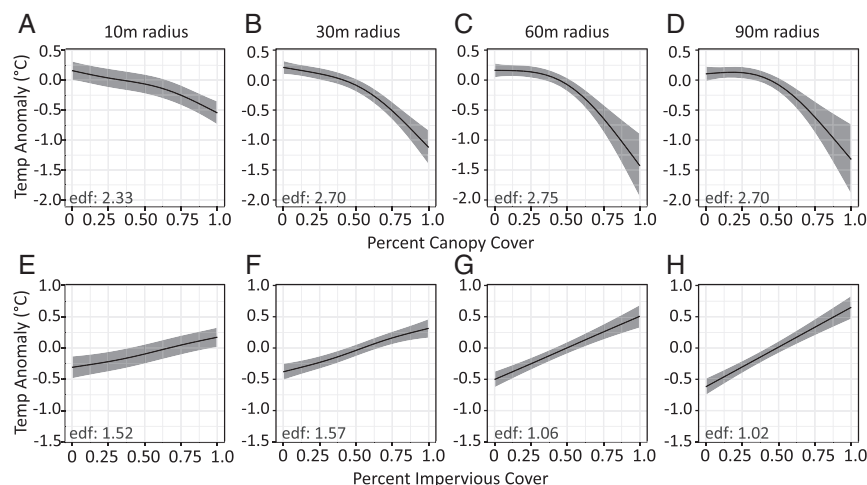 A 10m radius B 30m radius C 60m radius D 90m radius
Temp Anomaly (°C)
0.5 0.5 0.5 0.5
0.0 0.0 0.0 0.0
-0.5 -0.5 -0.5 -0.5
-1.0 -1.0 -1.0 -1.0
-1.5 -1.5 -1.5 -1.5
-2.0 -2.0 -2.0 -2.0
edf: 2.33 edf: 2.70 edf: 2.75 edf: 2.70
0 0.25 0.50 0.75 1.0 0 0.25 0.50 0.75 1.0 0 0.25 0.50 0.75 1.0 0 0.25 0.50 0.75 1.0
Percent Canopy Cover
E F G H
Temp Anomaly (°C)
1.0 1.0 1.0 1.0
0.5 0.5 0.5 0.5
0.0 0.0 0.0 0.0
-0.5 -0.5 -0.5 -0.5
-1.0 -1.0 -1.0 -1.0
-1.5 -1.5 -1.5 -1.5
edf: 1.52 edf: 1.57 edf: 1.06 edf: 1.02
0 0.25 0.50 0.75 1.0 0 0.25 0.50 0.75 1.0 0 0.25 0.50 0.75 1.0 0 0.25 0.50 0.75 1.0
Percent Impervious Cover